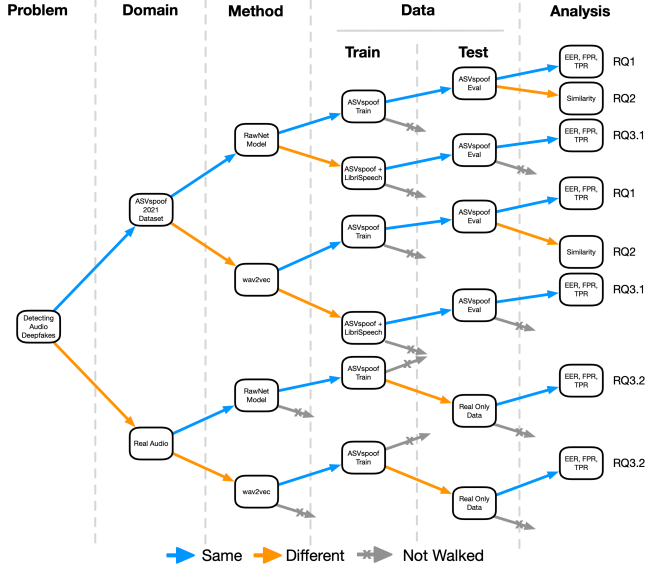 Problem
Domain
Method
Data
Analysis
Train
Test
Detecting
Audio
Deepfakes
ASVspoof
2021
Dataset
Real Audio
RawNet
Model
wav2vec
RawNet
Model
wav2vec
ASVspoof
Train
ASVspoof +
LibriSpeech
ASVspoof
Train
ASVspoof +
LibriSpeech
ASVspoof
Train
ASVspoof
Train
ASVspoof
Eval
ASVspoof
Eval
ASVspoof
Eval
ASVspoof
Eval
Real Only
Data
Real Only
Data
EER, FPR,
TPR
RQ1
Similarity
RQ2
EER, FPR,
TPR
RQ3.1
EER, FPR,
TPR
RQ1
Similarity
RQ2
EER, FPR,
TPR
RQ3.1
EER, FPR,
TPR
RQ3.2
EER, FPR,
TPR
RQ3.2
Same
Different
Not Walked